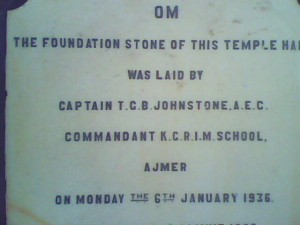 OM
THE FOUNDATION STONE OF THIS TEMPLE HAL
WAS LAID BY
CAPTAIN T.C.B. JOHNSTONE, A.E.C.
COMMANDANT K.C.R.I.M. SCHOOL,
AJMER
ON MONDAY THE 6TH JANUARY 1936.